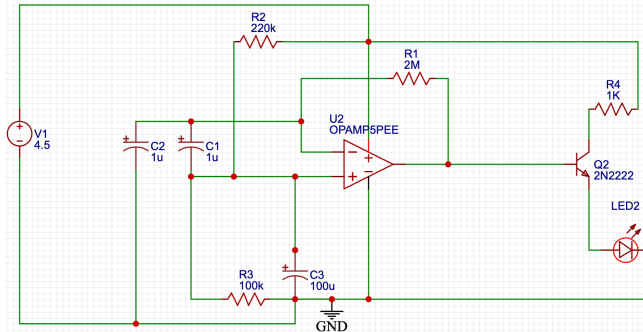 R2
220k
R1
2M
R4
1K
U2
OPAMP5PEE
V1
4.5
C2
1u
C1
1u
Q2
2N2222
LED2
R3
100k
C3
100u
GND